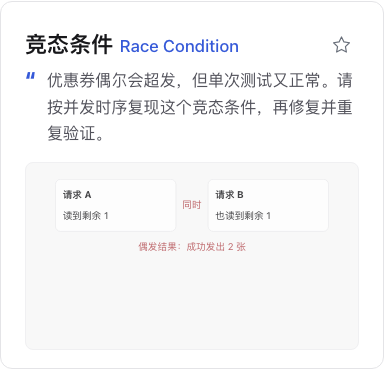 竞态条件 Race Condition
“ 优惠券偶尔会超发，但单次测试又正常。请
按并发时序复现这个竞态条件，再修复并重
复验证。
请求 A
读到剩余 1
同时
请求 B
也读到剩余 1
偶发结果：成功发出 2 张